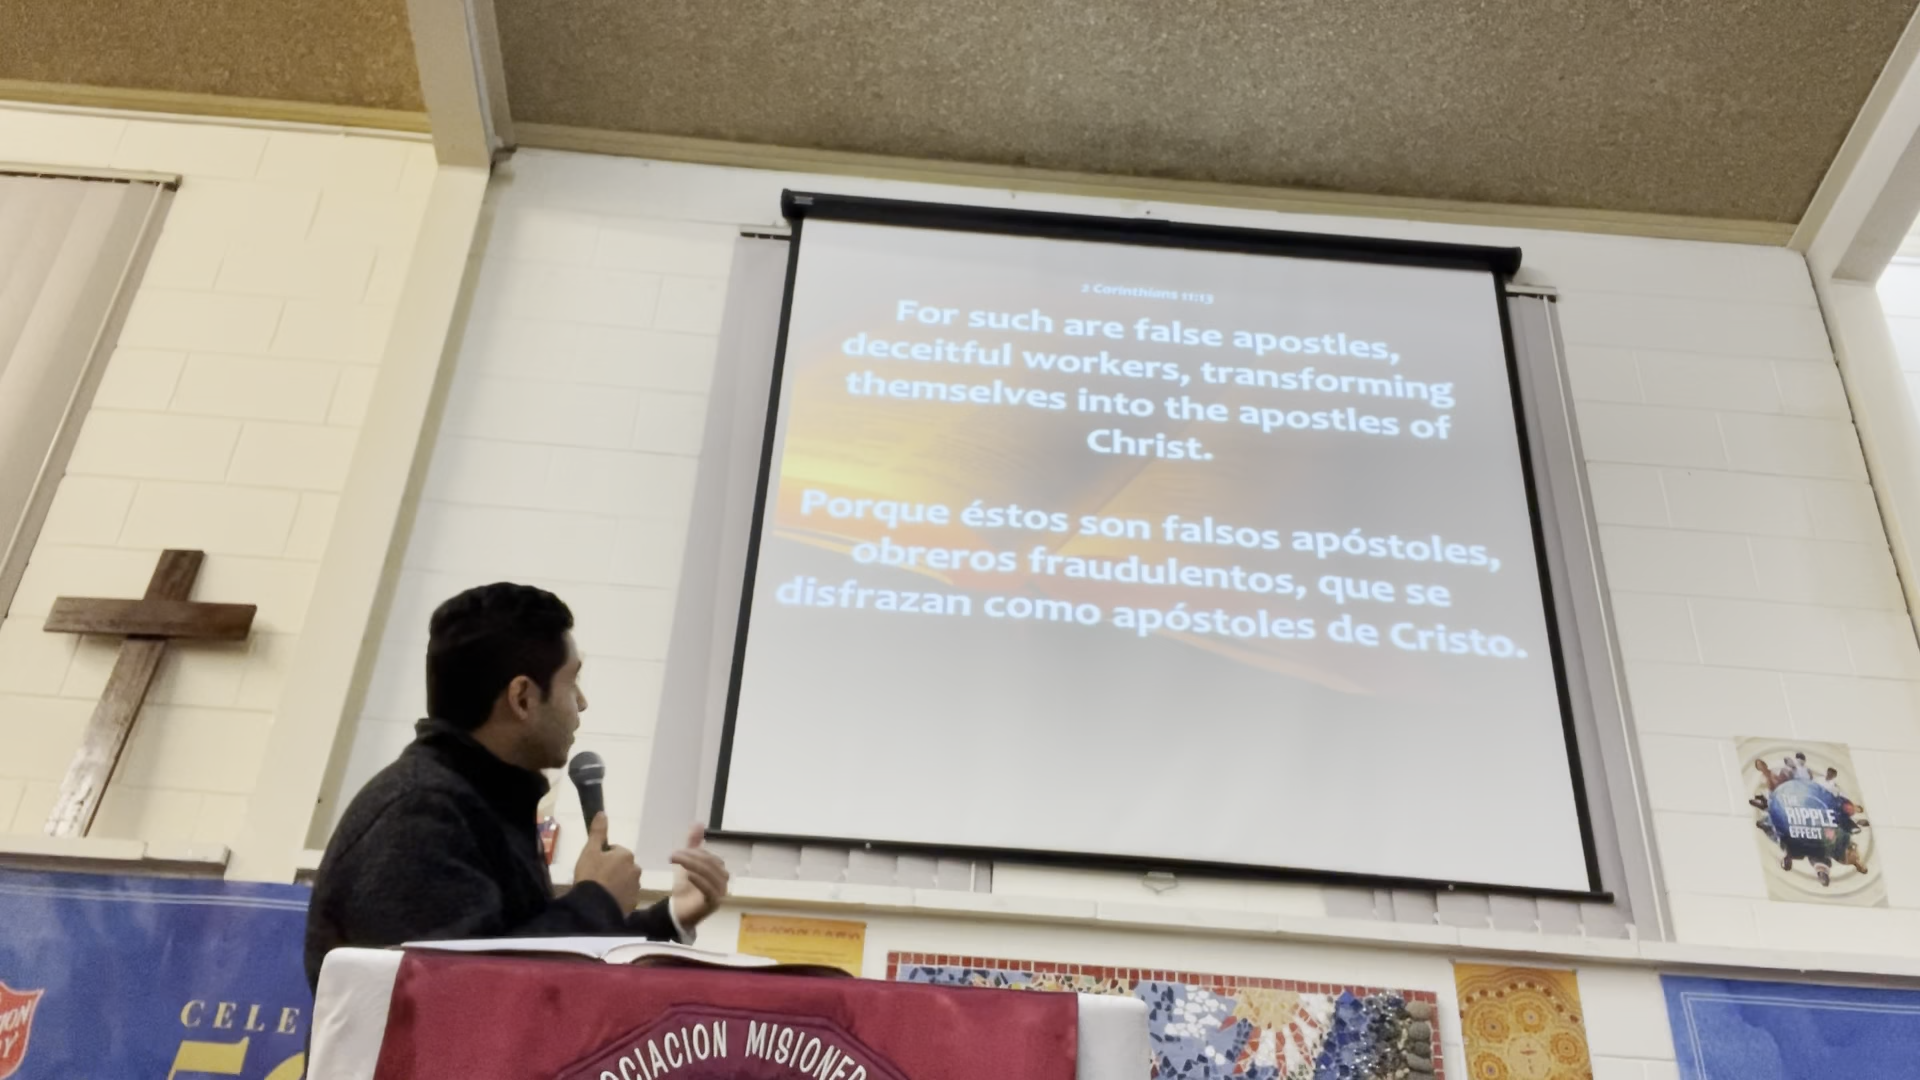 2 Corinthians 11:13
For such are false apostles,
deceitful workers, transforming
themselves into the apostles of
Christ.
Porque éstos son falsos apóstoles,
obreros fraudulentos, que se
disfrazan como apóstoles de Cristo.
THE
RIPPLE
EFFECT
CELE
OCIACION MISIONER